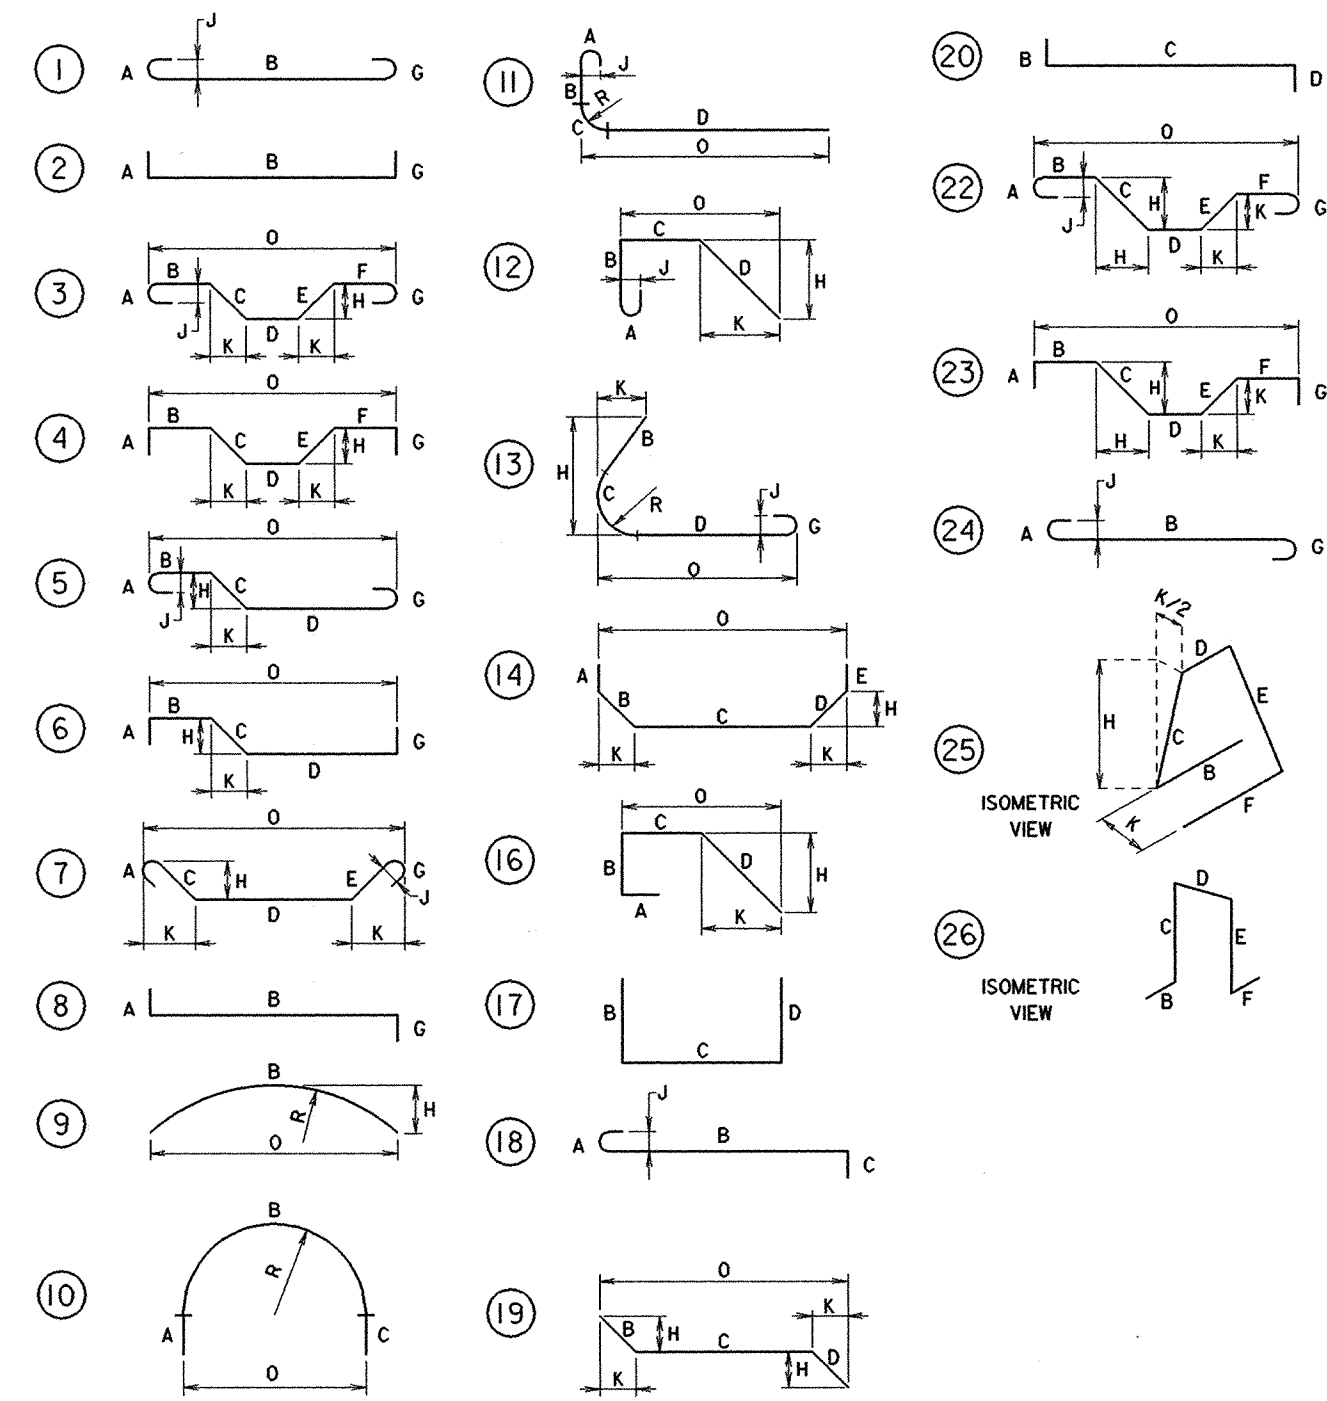 1 J A B G
2 A B G
3 O B F A C E H G J D K K
4 O B F A C E H G D K K
5 O B A H C G J K D
6 O B A H C G K D
7 O A C H E G J D K K
8 A B G
9 B R H O
10 B R A C O
11 A J B R C D O
12 O C B J D H A K
13 K B H C R D J G O
14 O A B C D E H K K
16 O C B D H A K
17 B C D
18 J A B C
19 O K B H C H D K
20 B C D
22 O B F A C H E K G J D H K
23 O B F A C H E K G D H K
24 J A B G
25 K/2 D H E C B F K
ISOMETRIC
VIEW
26 D C E B F
ISOMETRIC
VIEW